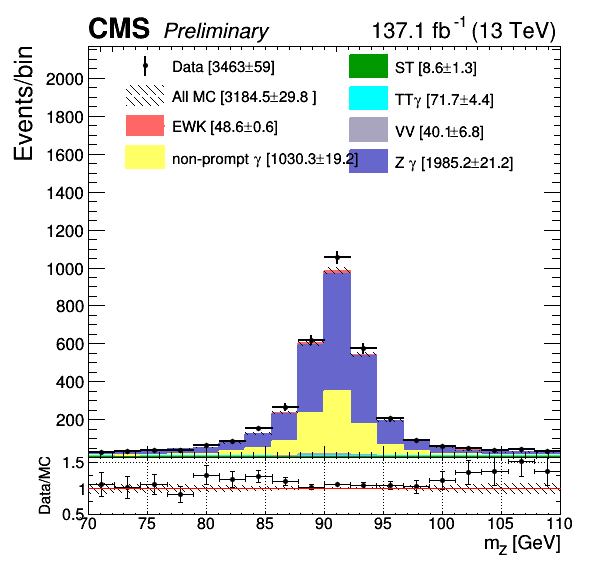 CMS Preliminary 137.1 fb⁻¹ (13 TeV)
Events/bin
Data [3463±59]
All MC [3184.5±29.8 ]
EWK [48.6±0.6]
non-prompt γ [1030.3±19.2]
ST [8.6±1.3]
TTγ [71.7±4.4]
VV [40.1±6.8]
Z γ [1985.2±21.2]
2000
1800
1600
1400
1200
1000
800
600
400
200
Data/MC
1.5
1
0.5
70 75 80 85 90 95 100 105 110
m_Z [GeV]